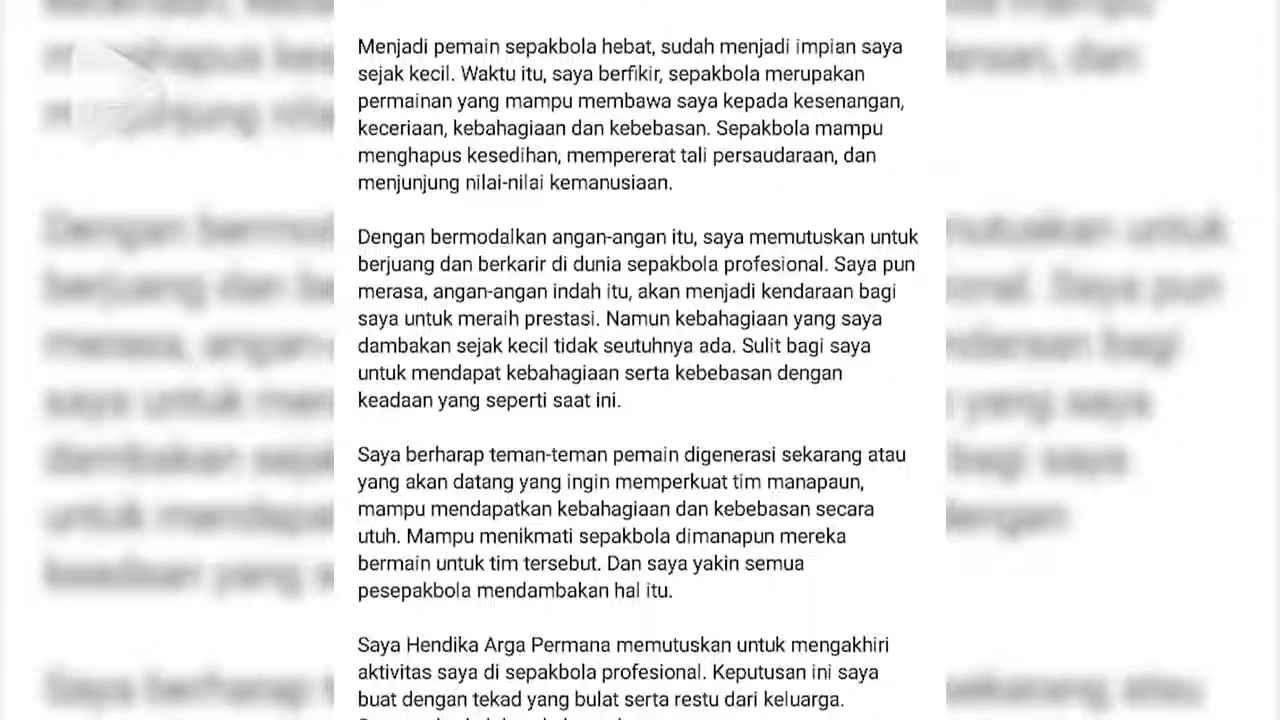 Menjadi pemain sepakbola hebat, sudah menjadi impian saya
sejak kecil. Waktu itu, saya berfikir, sepakbola merupakan
permainan yang mampu membawa saya kepada kesenangan,
keceriaan, kebahagiaan dan kebebasan. Sepakbola mampu
menghapus kesedihan, mempererat tali persaudaraan, dan
menjunjung nilai-nilai kemanusiaan.
Dengan bermodalkan angan-angan itu, saya memutuskan untuk
berjuang dan berkarir di dunia sepakbola profesional. Saya pun
merasa, angan-angan indah itu, akan menjadi kendaraan bagi
saya untuk meraih prestasi. Namun kebahagiaan yang saya
dambakan sejak kecil tidak seutuhnya ada. Sulit bagi saya
untuk mendapat kebahagiaan serta kebebasan dengan
keadaan yang seperti saat ini.
Saya berharap teman-teman pemain digenerasi sekarang atau
yang akan datang yang ingin memperkuat tim manapaun,
mampu mendapatkan kebahagiaan dan kebebasan secara
utuh. Mampu menikmati sepakbola dimanapun mereka
bermain untuk tim tersebut. Dan saya yakin semua
pesepakbola mendambakan hal itu.
Saya Hendika Arga Permana memutuskan untuk mengakhiri
aktivitas saya di sepakbola profesional. Keputusan ini saya
buat dengan tekad yang bulat serta restu dari keluarga.